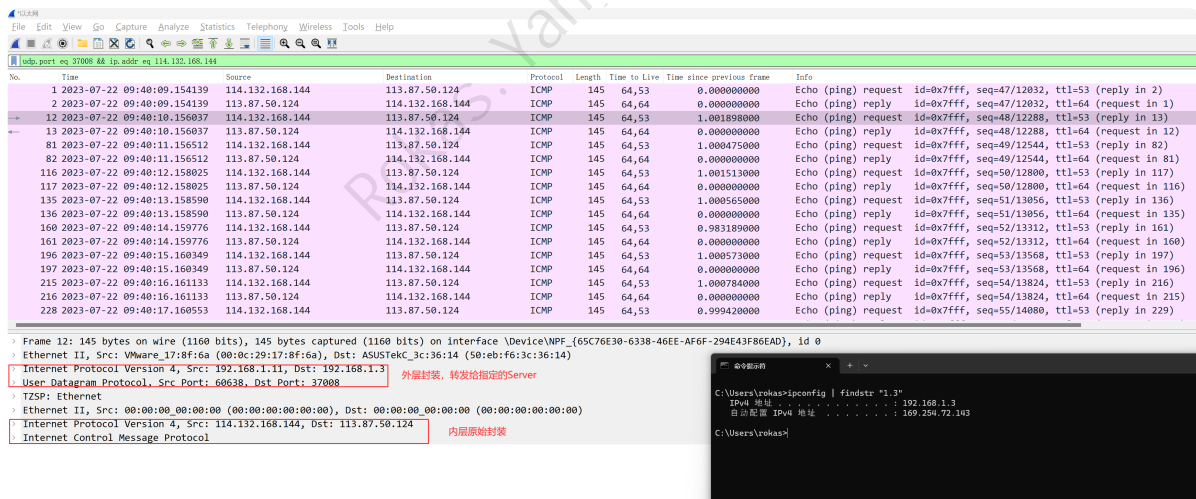 *以太网
File Edit View Go Capture Analyze Statistics Telephony Wireless Tools Help
udp.port eq 37008 && ip.addr eq 114.132.168.144
No. Time Source Destination Protocol Length Time to Live Time since previous frame Info
1 2023-07-22 09:40:09.154139 114.132.168.144 113.87.50.124 ICMP 145 64,53 0.000000000 Echo (ping) request id=0x7fff, seq=47/12032, ttl=53 (reply in 2)
2 2023-07-22 09:40:09.154139 113.87.50.124 114.132.168.144 ICMP 145 64,64 0.000000000 Echo (ping) reply id=0x7fff, seq=47/12032, ttl=64 (request in 1)
12 2023-07-22 09:40:10.156037 114.132.168.144 113.87.50.124 ICMP 145 64,53 1.001898000 Echo (ping) request id=0x7fff, seq=48/12288, ttl=53 (reply in 13)
13 2023-07-22 09:40:10.156037 113.87.50.124 114.132.168.144 ICMP 145 64,64 0.000000000 Echo (ping) reply id=0x7fff, seq=48/12288, ttl=64 (request in 12)
81 2023-07-22 09:40:11.156512 114.132.168.144 113.87.50.124 ICMP 145 64,53 1.000475000 Echo (ping) request id=0x7fff, seq=49/12544, ttl=53 (reply in 82)
82 2023-07-22 09:40:11.156512 113.87.50.124 114.132.168.144 ICMP 145 64,64 0.000000000 Echo (ping) reply id=0x7fff, seq=49/12544, ttl=64 (request in 81)
116 2023-07-22 09:40:12.158025 114.132.168.144 113.87.50.124 ICMP 145 64,53 1.001513000 Echo (ping) request id=0x7fff, seq=50/12800, ttl=53 (reply in 117)
117 2023-07-22 09:40:12.158025 113.87.50.124 114.132.168.144 ICMP 145 64,64 0.000000000 Echo (ping) reply id=0x7fff, seq=50/12800, ttl=64 (request in 116)
135 2023-07-22 09:40:13.158590 114.132.168.144 113.87.50.124 ICMP 145 64,53 1.000565000 Echo (ping) request id=0x7fff, seq=51/13056, ttl=53 (reply in 136)
136 2023-07-22 09:40:13.158590 113.87.50.124 114.132.168.144 ICMP 145 64,64 0.000000000 Echo (ping) reply id=0x7fff, seq=51/13056, ttl=64 (request in 135)
160 2023-07-22 09:40:14.159776 114.132.168.144 113.87.50.124 ICMP 145 64,53 0.983189000 Echo (ping) request id=0x7fff, seq=52/13312, ttl=53 (reply in 161)
161 2023-07-22 09:40:14.159776 113.87.50.124 114.132.168.144 ICMP 145 64,64 0.000000000 Echo (ping) reply id=0x7fff, seq=52/13312, ttl=64 (request in 160)
196 2023-07-22 09:40:15.160349 114.132.168.144 113.87.50.124 ICMP 145 64,53 1.000573000 Echo (ping) request id=0x7fff, seq=53/13568, ttl=53 (reply in 197)
197 2023-07-22 09:40:15.160349 113.87.50.124 114.132.168.144 ICMP 145 64,64 0.000000000 Echo (ping) reply id=0x7fff, seq=53/13568, ttl=64 (request in 196)
215 2023-07-22 09:40:16.161133 114.132.168.144 113.87.50.124 ICMP 145 64,53 1.000784000 Echo (ping) request id=0x7fff, seq=54/13824, ttl=53 (reply in 216)
216 2023-07-22 09:40:16.161133 113.87.50.124 114.132.168.144 ICMP 145 64,64 0.000000000 Echo (ping) reply id=0x7fff, seq=54/13824, ttl=64 (request in 215)
228 2023-07-22 09:40:17.160553 114.132.168.144 113.87.50.124 ICMP 145 64,53 0.999420000 Echo (ping) request id=0x7fff, seq=55/14080, ttl=53 (reply in 229)
Rokas. Yan
Frame 12: 145 bytes on wire (1160 bits), 145 bytes captured (1160 bits) on interface \Device\NPF_{65C76E30-6338-46EE-AF6F-294E43F86EAD}, id 0
Ethernet II, Src: VMware_17:8f:6a (00:0c:29:17:8f:6a), Dst: ASUSTekC_3c:36:14 (50:eb:f6:3c:36:14)
Internet Protocol Version 4, Src: 192.168.1.11, Dst: 192.168.1.3
外层封装，转发给指定的Server
User Datagram Protocol, Src Port: 60638, Dst Port: 37008
TZSP: Ethernet
Ethernet II, Src: 00:00:00_00:00:00 (00:00:00:00:00:00), Dst: 00:00:00_00:00:00 (00:00:00:00:00:00)
Internet Protocol Version 4, Src: 114.132.168.144, Dst: 113.87.50.124
内层原始封装
Internet Control Message Protocol
命令提示符
C:\Users\rokas>ipconfig | findstr "1.3"
IPv4 地址 . . . . . . . . . . . . : 192.168.1.3
自动配置 IPv4 地址 . . . . . . . : 169.254.72.143
C:\Users\rokas>